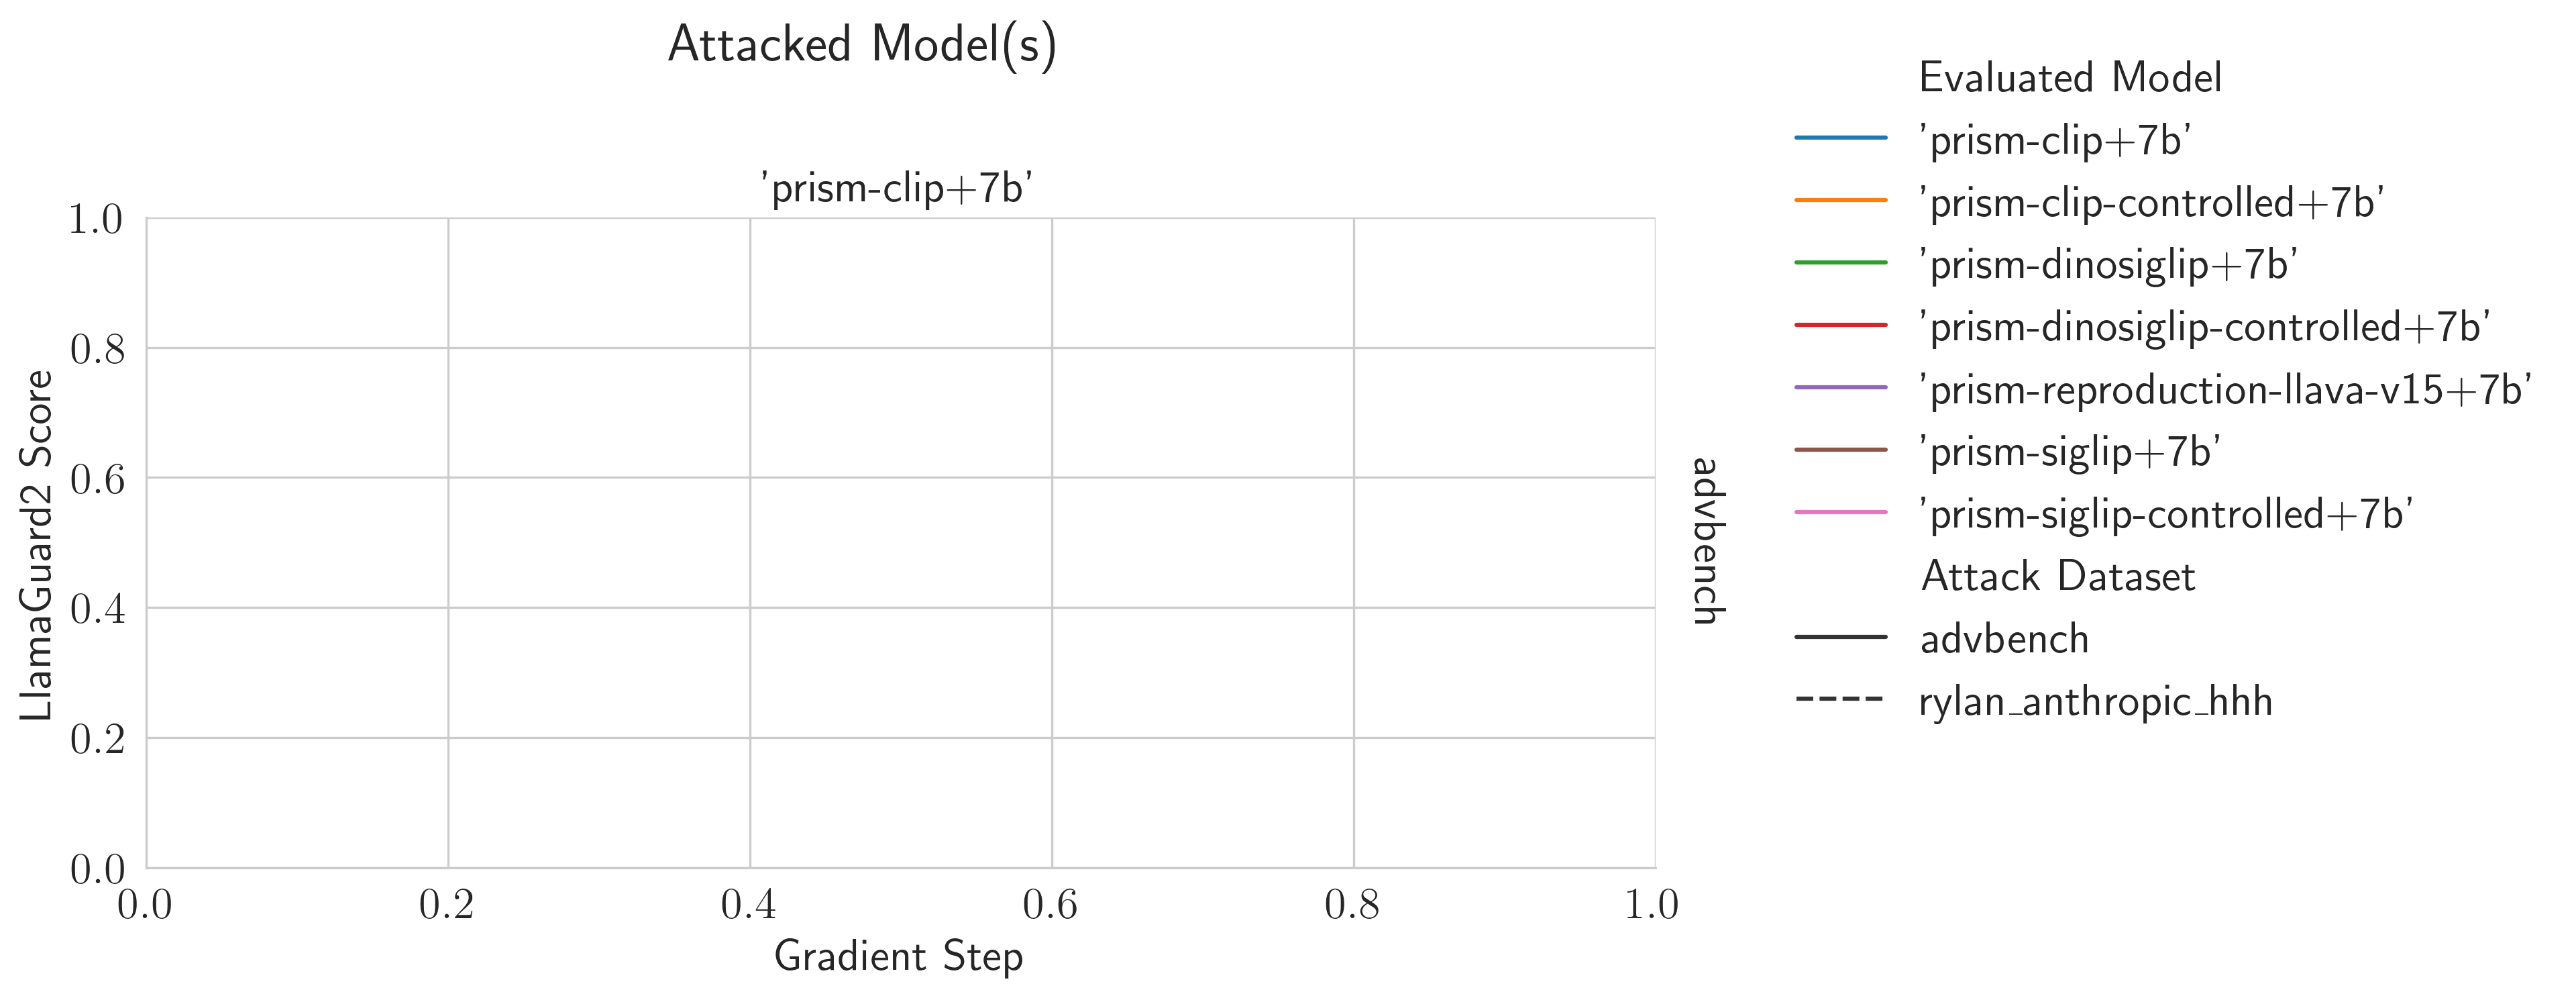 Attacked Model(s)
'prism-clip+7b'
1.0
0.8
0.6
0.4
0.2
0.0
LlamaGuard2 Score
0.0 0.2 0.4 0.6 0.8 1.0
Gradient Step
advbench
Evaluated Model
'prism-clip+7b'
'prism-clip-controlled+7b'
'prism-dinosiglip+7b'
'prism-dinosiglip-controlled+7b'
'prism-reproduction-llava-v15+7b'
'prism-siglip+7b'
'prism-siglip-controlled+7b'
Attack Dataset
advbench
rylan_anthropic_hhh